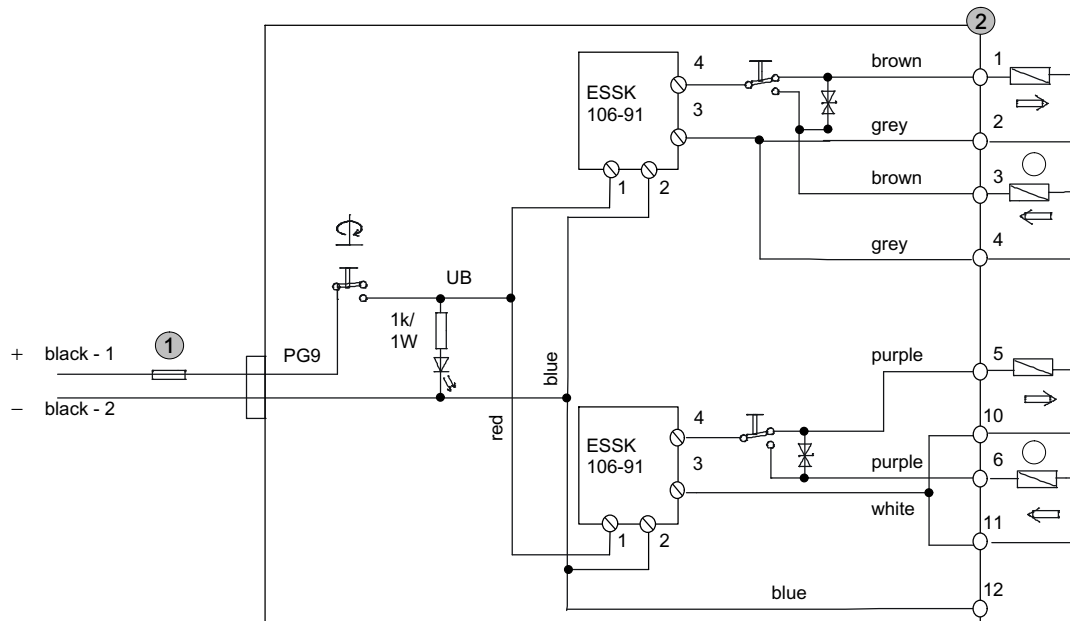 2
brown
1
4
ESSK
106-91
3
grey
2
brown
3
1
2
grey
4
UB
1k/
1W
1
+ black - 1
PG9
− black - 2
blue
red
purple
5
4
ESSK
106-91
3
10
purple
6
white
11
1
2
blue
12